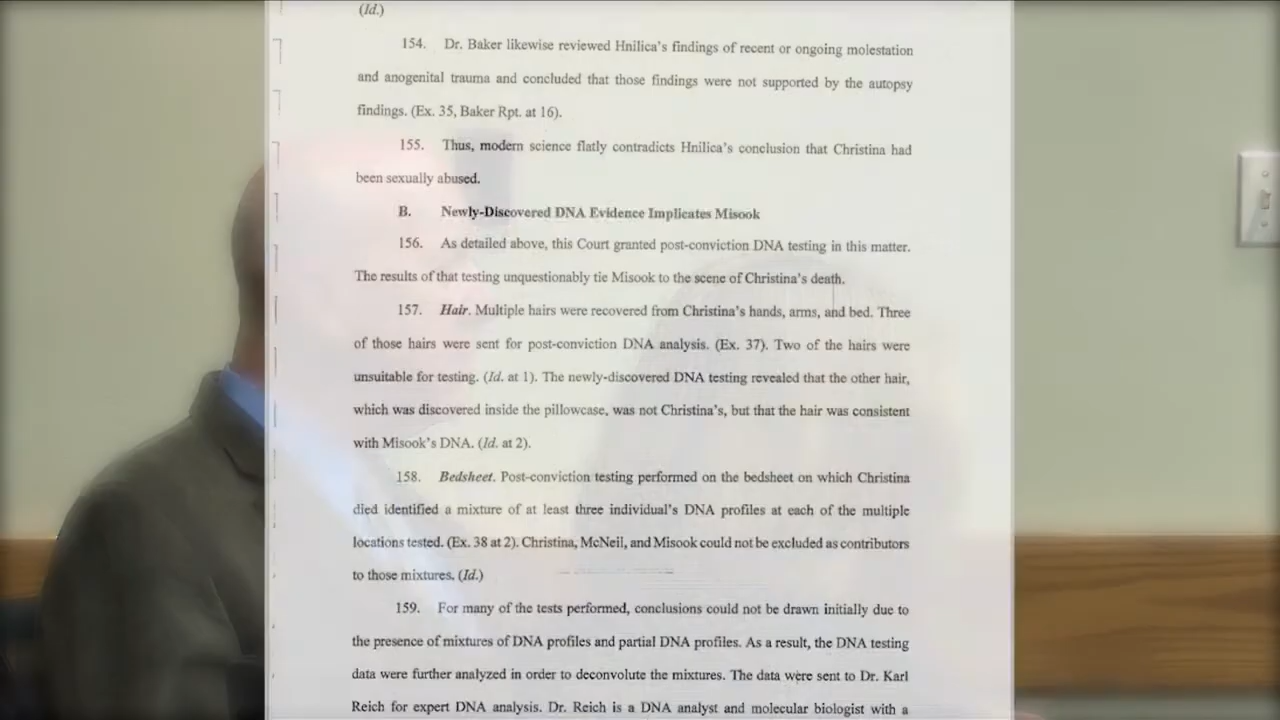 (Id.)
154. Dr. Baker likewise reviewed Hnilica's findings of recent or ongoing molestation
and anogenital trauma and concluded that those findings were not supported by the autopsy
findings. (Ex. 35, Baker Rpt. at 16).
155. Thus, modern science flatly contradicts Hnilica's conclusion that Christina had
been sexually abused.
B. Newly-Discovered DNA Evidence Implicates Misook
156. As detailed above, this Court granted post-conviction DNA testing in this matter.
The results of that testing unquestionably tie Misook to the scene of Christina's death.
157. Hair. Multiple hairs were recovered from Christina's hands, arms, and bed. Three
of those hairs were sent for post-conviction DNA analysis. (Ex. 37). Two of the hairs were
unsuitable for testing. (Id. at 1). The newly-discovered DNA testing revealed that the other hair,
which was discovered inside the pillowcase, was not Christina's, but that the hair was consistent
with Misook's DNA. (Id. at 2).
158. Bedsheet. Post-conviction testing performed on the bedsheet on which Christina
died identified a mixture of at least three individual's DNA profiles at each of the multiple
locations tested. (Ex. 38 at 2). Christina, McNeil, and Misook could not be excluded as contributors
to those mixtures. (Id.)
159. For many of the tests performed, conclusions could not be drawn initially due to
the presence of mixtures of DNA profiles and partial DNA profiles. As a result, the DNA testing
data were further analyzed in order to deconvolute the mixtures. The data were sent to Dr. Karl
Reich for expert DNA analysis. Dr. Reich is a DNA analyst and molecular biologist with a